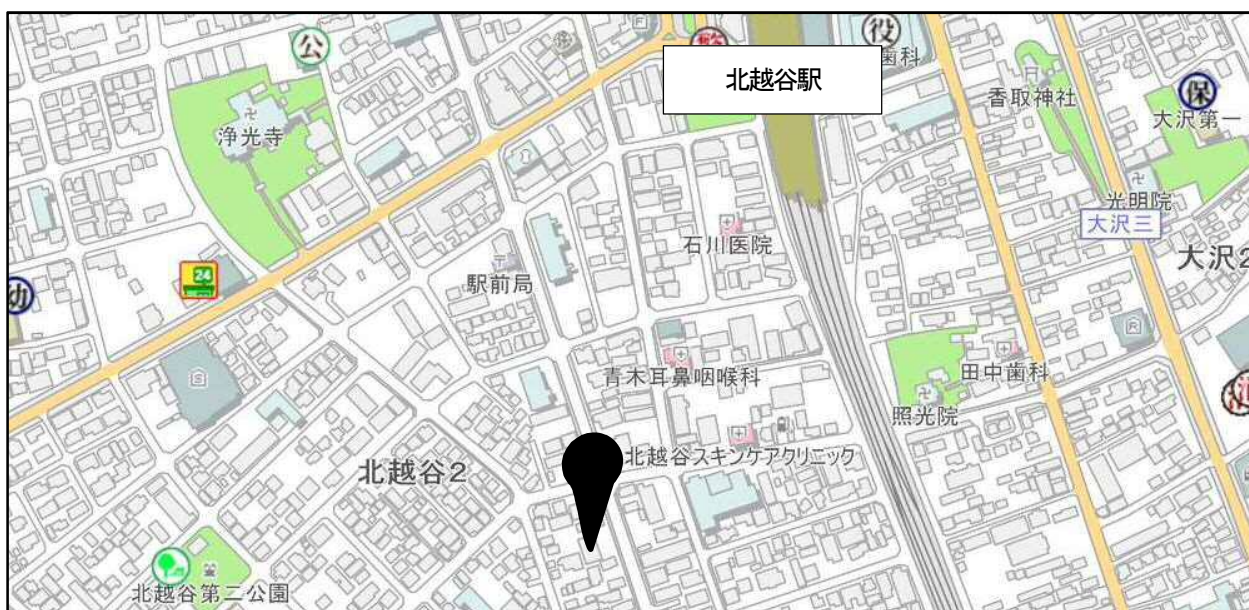 公
警
役
北越谷駅
歯科
香取神社
保
大沢第一
浄光寺
光明院
大沢三
石川医院
大沢2
24
駅前局
幼
青木耳鼻咽喉科
田中歯科
照光院
北越谷スキンケアクリニック
北越谷2
北越谷第二公園